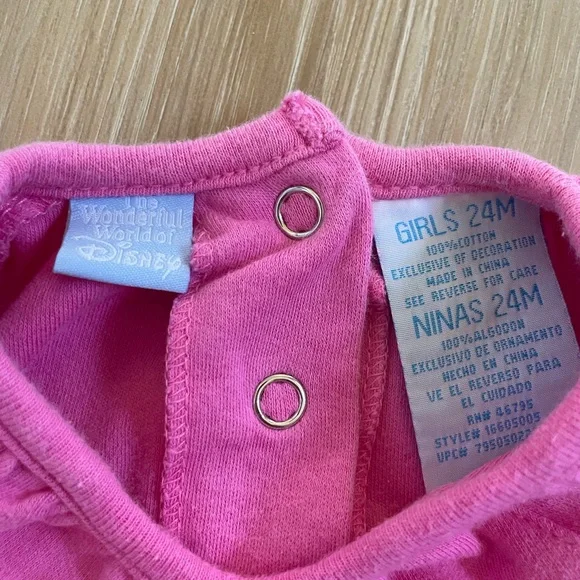 The
Wonderful
World of
Disney
GIRLS 24M
100%COTTON
EXCLUSIVE OF DECORATION
MADE IN CHINA
SEE REVERSE FOR CARE
NINAS 24M
100%ALGODON
EXCLUSIVO DE ORNAMENTO
HECHO EN CHINA
VE EL REVERSO PARA
EL CUIDADO
RN# 46795
STYLE# 16605005
UPC#